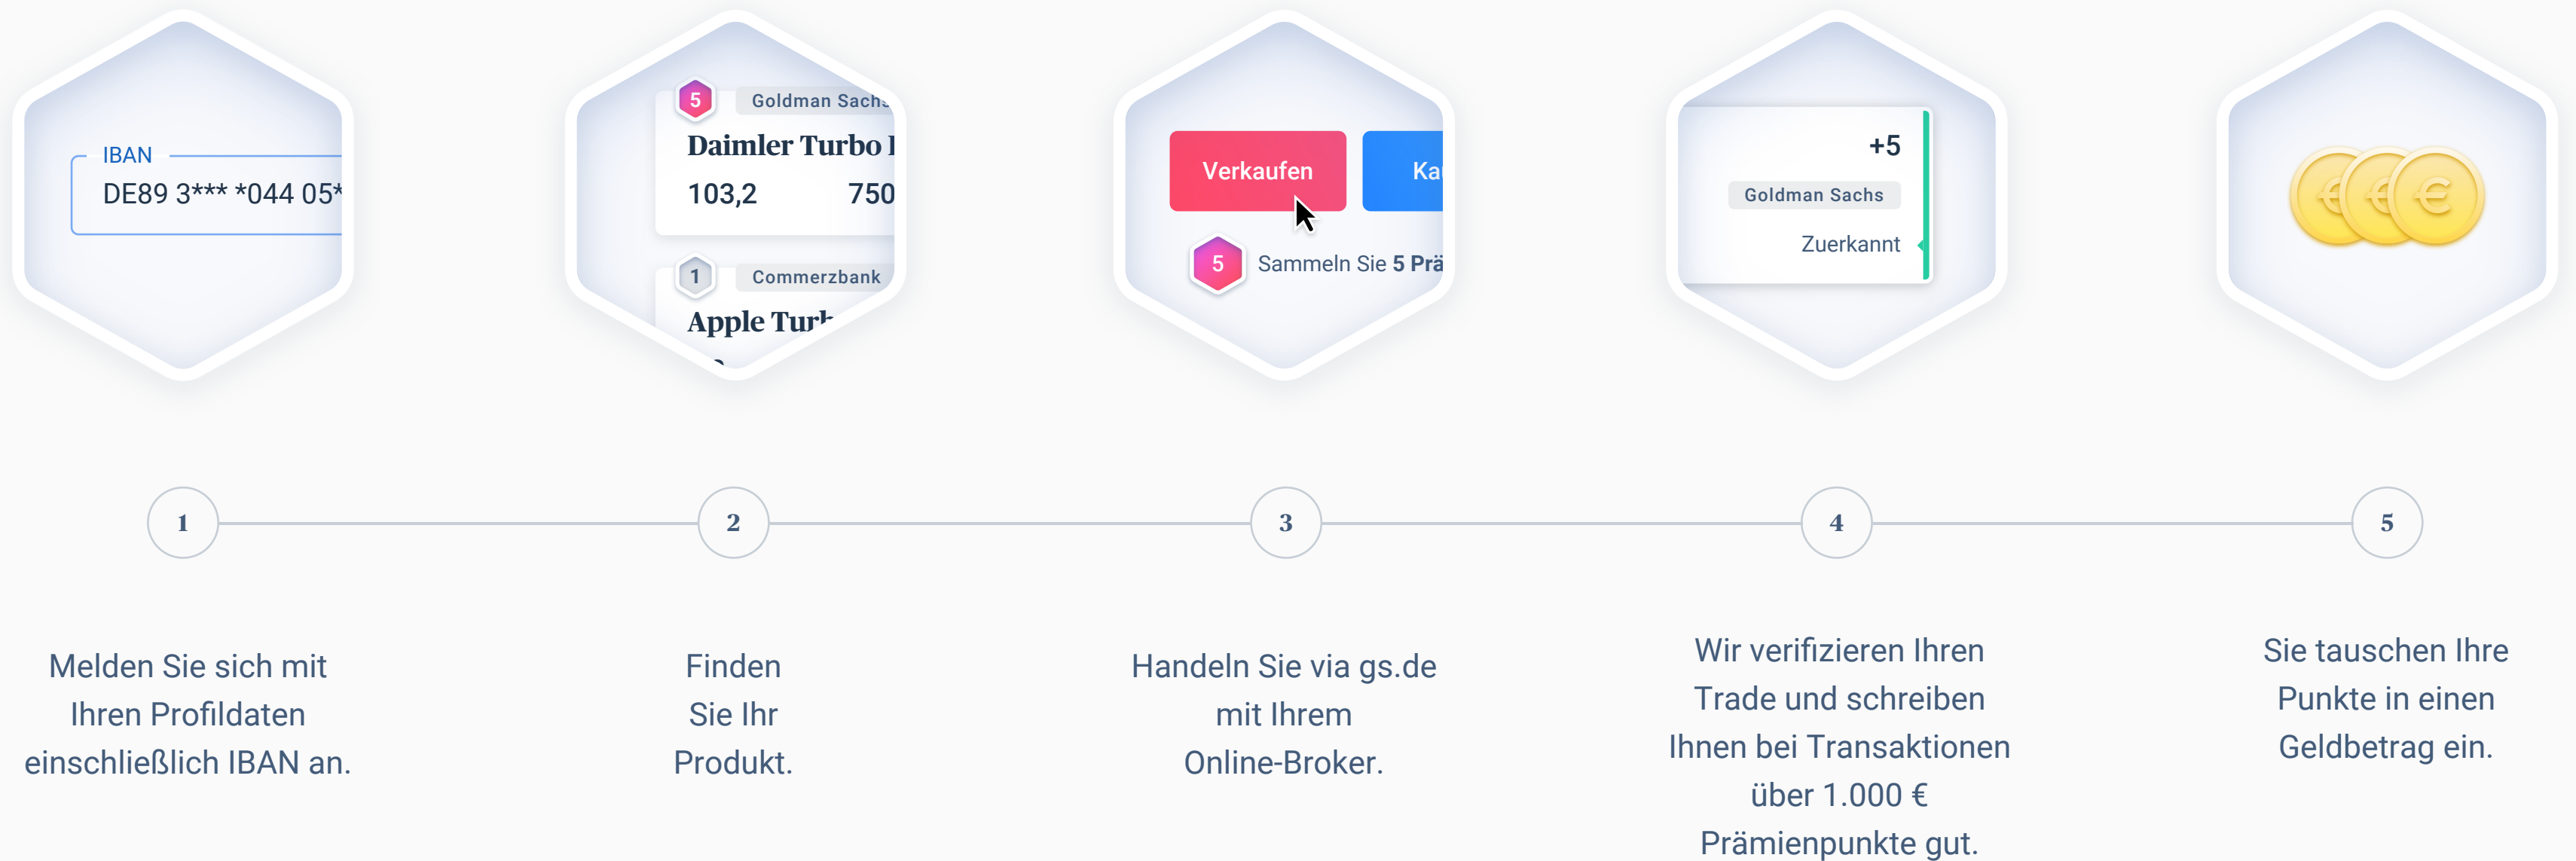 IBAN
DE89 3*** *044 05*
5
Goldman Sachs
Daimler Turbo
103,2
750
1
Commerzbank
Apple
Verkaufen
5
Sammeln Sie 5
+5
Goldman Sachs
Zuerkannt
€ € €
1
2
3
4
5
Melden Sie sich mit
Ihren Profildaten
einschließlich IBAN an.
Finden
Sie Ihr
Produkt.
Handeln Sie via gs.de
mit Ihrem
Online-Broker.
Wir verifizieren Ihren
Trade und schreiben
Ihnen bei Transaktionen
über 1.000 €
Prämienpunkte gut.
Sie tauschen Ihre
Punkte in einen
Geldbetrag ein.